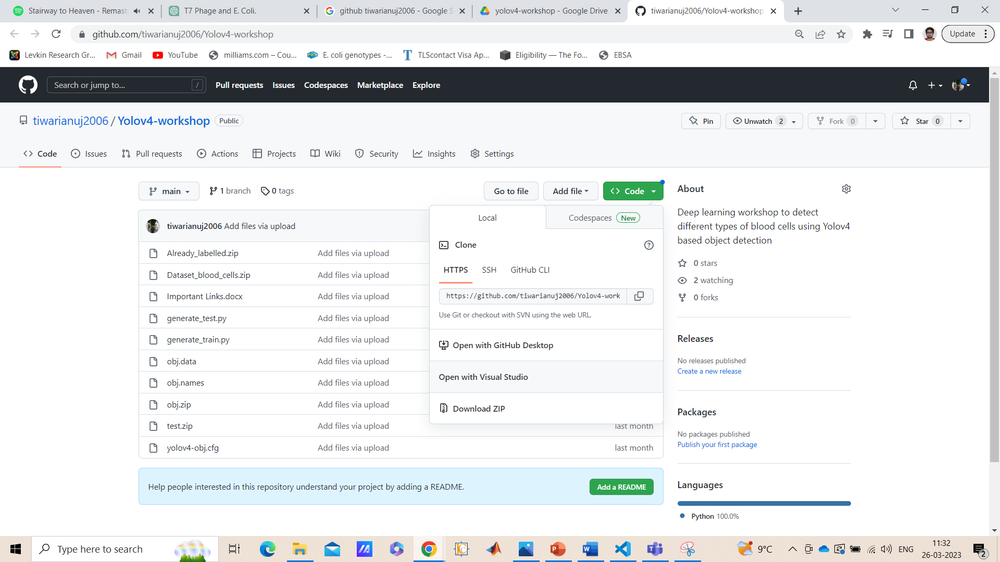 Stairway to Heaven - Remast
T7 Phage and E. Coli.
github tiwarianuj2006 - Google S
yolov4-workshop - Google Drive
tiwarianuj2006/Yolov4-workshop
github.com/tiwarianuj2006/Yolov4-workshop
Update
Levkin Research Gr...
Gmail
YouTube
milliams.com – Cou...
E. coli genotypes -...
TLScontact Visa Ap...
Eligibility — The Fo...
EBSA
Search or jump to...
/
Pull requests
Issues
Codespaces
Marketplace
Explore
tiwarianuj2006 / Yolov4-workshop
Public
Pin
Unwatch 2
Fork 0
Star 0
Code
Issues
Pull requests
Actions
Projects
Wiki
Security
Insights
Settings
main
1 branch
0 tags
Go to file
Add file
Code
tiwarianuj2006 Add files via upload
Already_labelled.zip Add files via upload
Dataset_blood_cells.zip Add files via upload
Important Links.docx Add files via upload
generate_test.py Add files via upload
generate_train.py Add files via upload
obj.data Add files via upload
obj.names Add files via upload
obj.zip Add files via upload
test.zip Add files via upload last month
yolov4-obj.cfg Add files via upload last month
Local
Codespaces New
Clone
HTTPS SSH GitHub CLI
https://github.com/tiwarianuj2006/Yolov4-work
Use Git or checkout with SVN using the web URL.
Open with GitHub Desktop
Open with Visual Studio
Download ZIP
Help people interested in this repository understand your project by adding a README.
Add a README
About
Deep learning workshop to detect
different types of blood cells using Yolov4
based object detection
0 stars
2 watching
0 forks
Releases
No releases published
Create a new release
Packages
No packages published
Publish your first package
Languages
Python 100.0%
Type here to search
9°C
ENG
11:32
26-03-2023
2